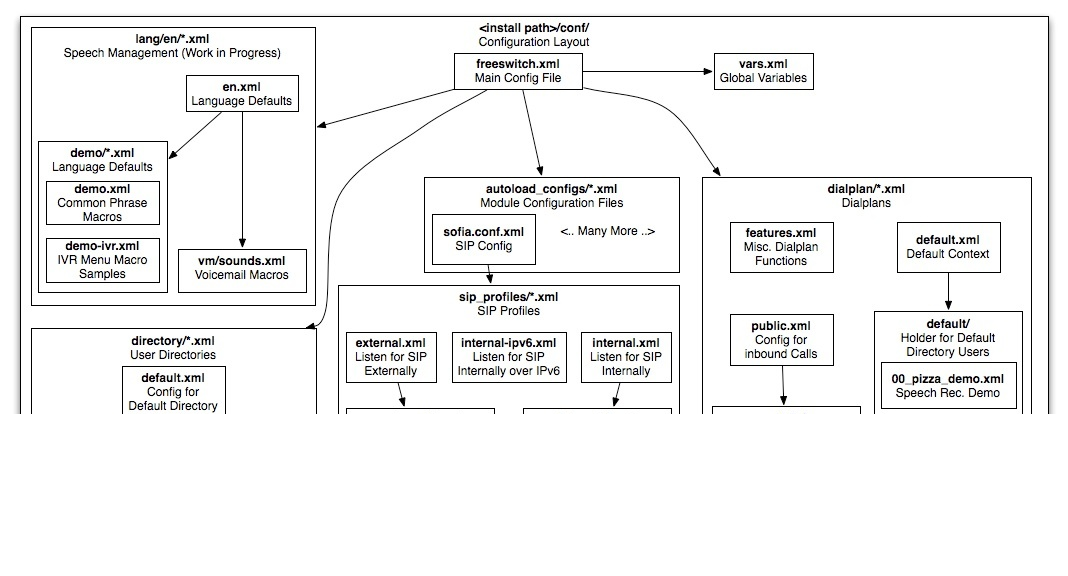 <install path>/conf/
Configuration Layout
freeswitch.xml
Main Config File
vars.xml
Global Variables
lang/en/*.xml
Speech Management (Work in Progress)
en.xml
Language Defaults
demo/*.xml
Language Defaults
demo.xml
Common Phrase
Macros
demo-ivr.xml
IVR Menu Macro
Samples
vm/sounds.xml
Voicemail Macros
directory/*.xml
User Directories
default.xml
Config for
Default Directory
autoload_configs/*.xml
Module Configuration Files
sofia.conf.xml
SIP Config
<.. Many More ..>
sip_profiles/*.xml
SIP Profiles
external.xml
Listen for SIP
Externally
internal-ipv6.xml
Listen for SIP
Internally over IPv6
internal.xml
Listen for SIP
Internally
dialplan/*.xml
Dialplans
features.xml
Misc. Dialplan
Functions
default.xml
Default Context
public.xml
Config for
inbound Calls
default/
Holder for Default
Directory Users
00_pizza_demo.xml
Speech Rec. Demo